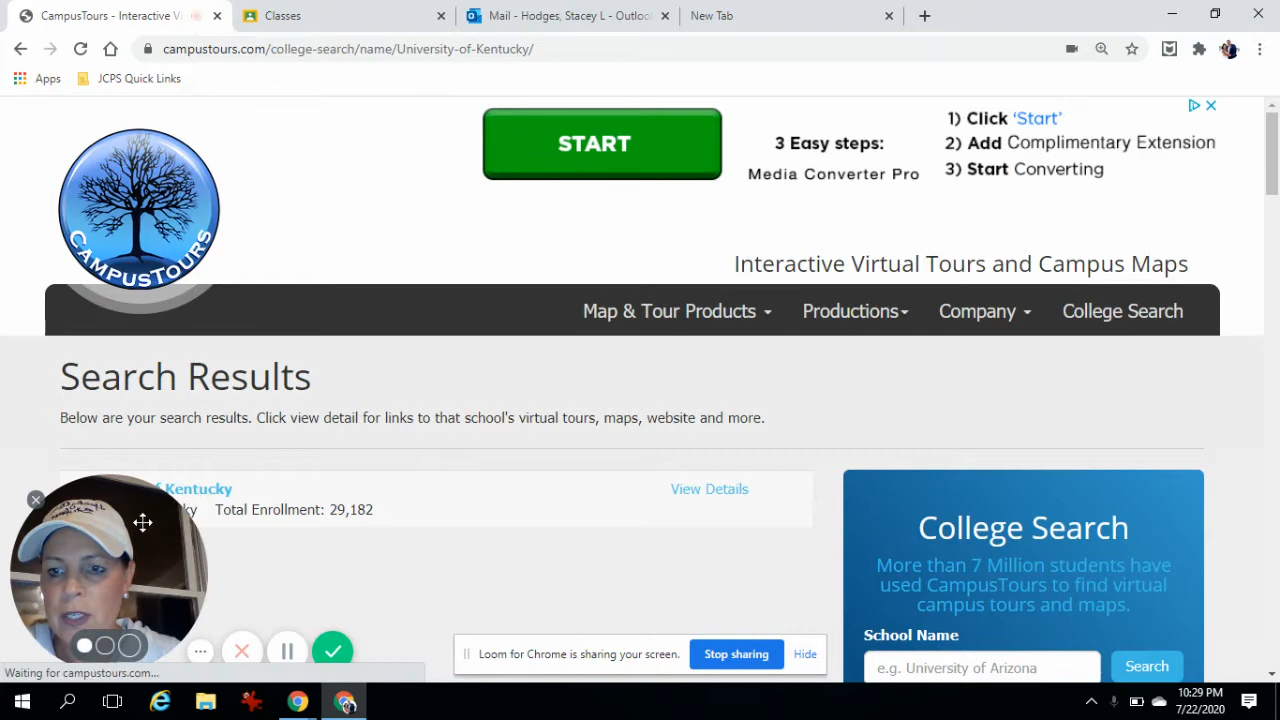 CampusTours - Interactive Vi
Classes
Mail - Hodges, Stacey L - Outloo
New Tab
campustours.com/college-search/name/University-of-Kentucky/
Apps
JCPS Quick Links
START
3 Easy steps:
Media Converter Pro
1) Click 'Start'
2) Add Complimentary Extension
3) Start Converting
CAMPUSTOURS
Interactive Virtual Tours and Campus Maps
Map & Tour Products
Productions
Company
College Search
Search Results
Below are your search results. Click view detail for links to that school's virtual tours, maps, website and more.
f Kentucky
View Details
ky Total Enrollment: 29,182
College Search
More than 7 Million students have
used CampusTours to find virtual
campus tours and maps.
School Name
e.g. University of Arizona
Search
Loom for Chrome is sharing your screen.
Stop sharing
Hide
Waiting for campustours.com...
10:29 PM
7/22/2020